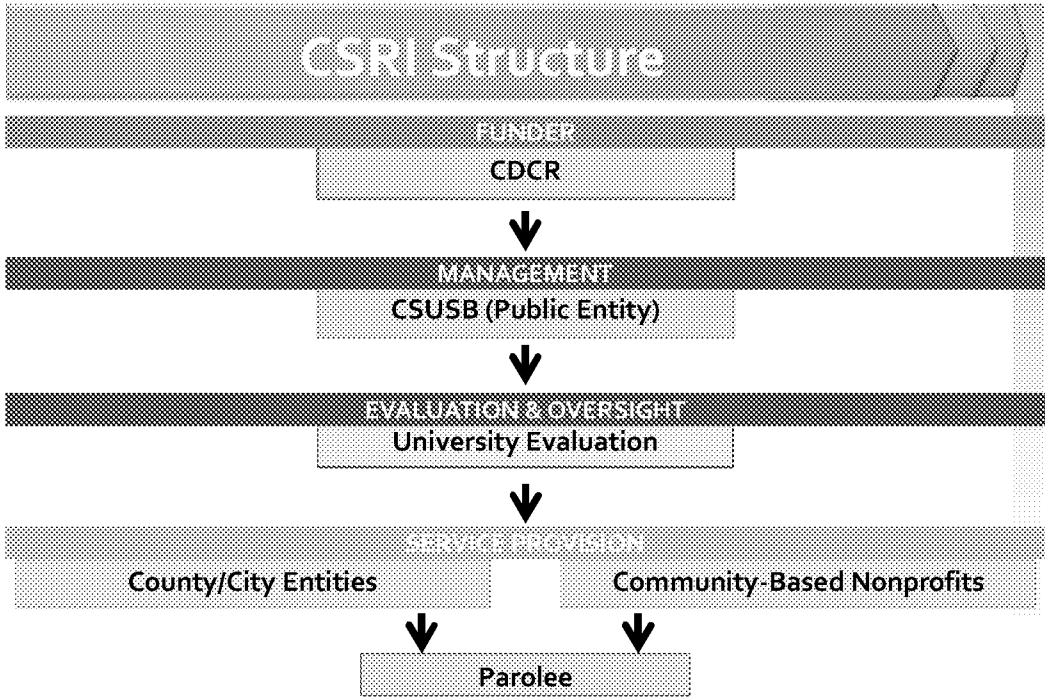 CSRI Structure
FUNDER
CDCR
MANAGEMENT
CSUSB (Public Entity)
EVALUATION & OVERSIGHT
University Evaluation
SERVICE PROVISION
County/City Entities
Community-Based Nonprofits
Parolee